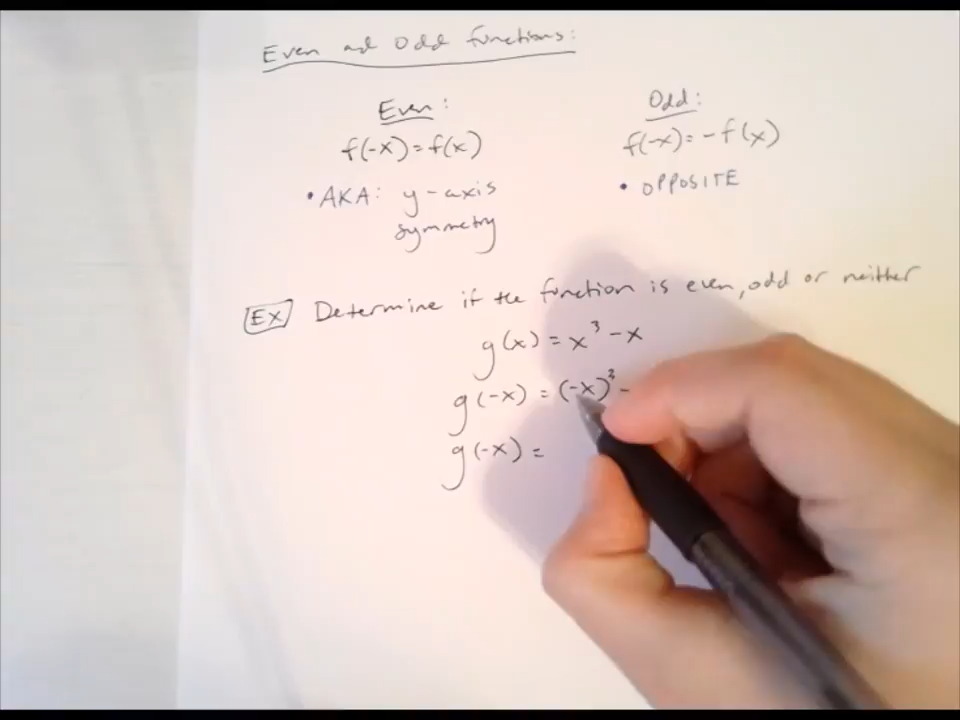 Even ad Odd functions:
Even:
f(-x)=f(x)
• AKA: y-axis
symmetry
Odd:
f(-x)=-f(x)
• OPPOSITE
Ex Determine if the function is even, odd or neither
g(x)=x³-x
g(-x)=(-x)³-
g(-x)=